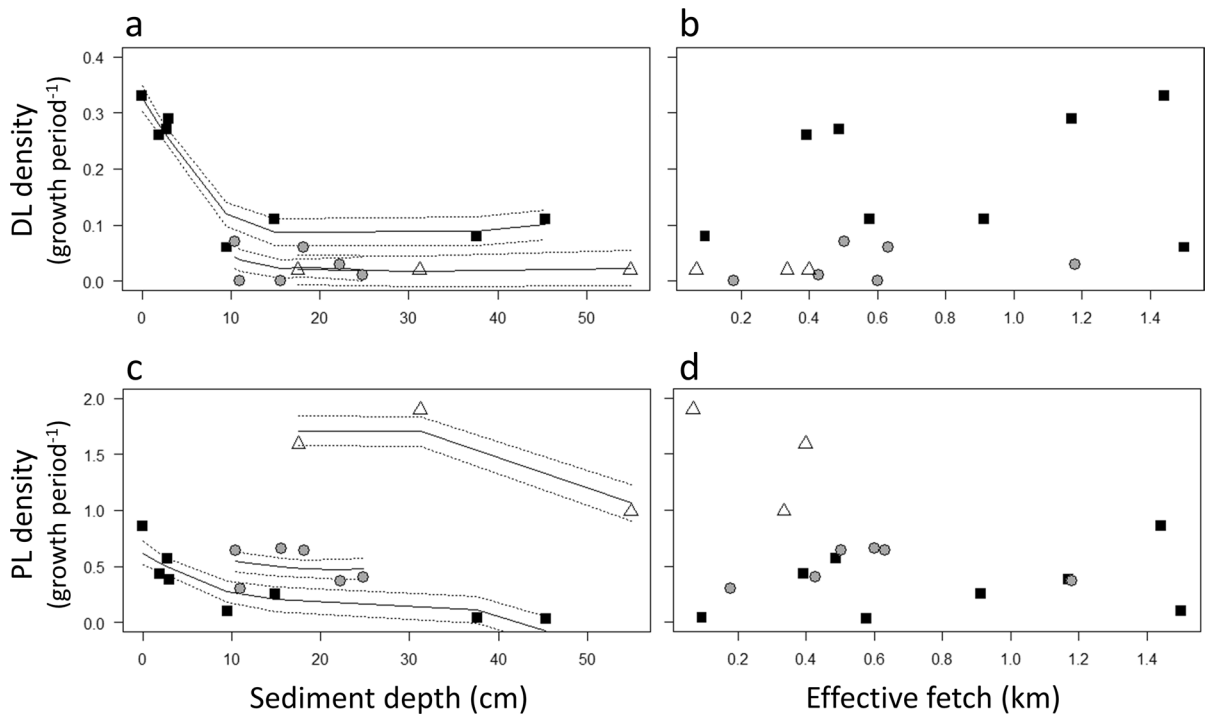 a
b
DL density
(growth period-1)
0.4
0.3
0.2
0.1
0.0
0 10 20 30 40 50
0.2 0.4 0.6 0.8 1.0 1.2 1.4
c
d
PL density
(growth period-1)
2.0
1.5
1.0
0.5
0.0
0 10 20 30 40 50
0.2 0.4 0.6 0.8 1.0 1.2 1.4
Sediment depth (cm)
Effective fetch (km)